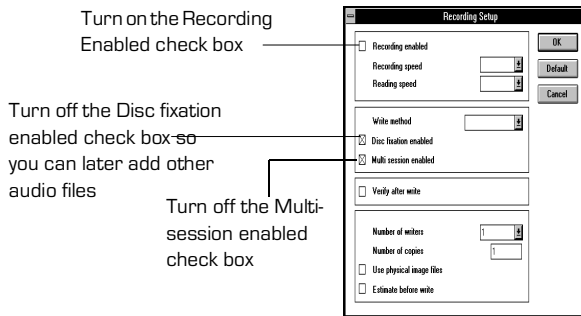 Turn on the Recording
Enabled check box
Turn off the Disc fixation
enabled check box so
you can later add other
audio files
Turn off the Multi-
session enabled
check box
Recording Setup
Recording enabled
Recording speed
Reading speed
OK
Default
Cancel
Write method
Disc fixation enabled
Multi session enabled
Verify after write
Number of writers 1
Number of copies 1
Use physical image files
Estimate before write